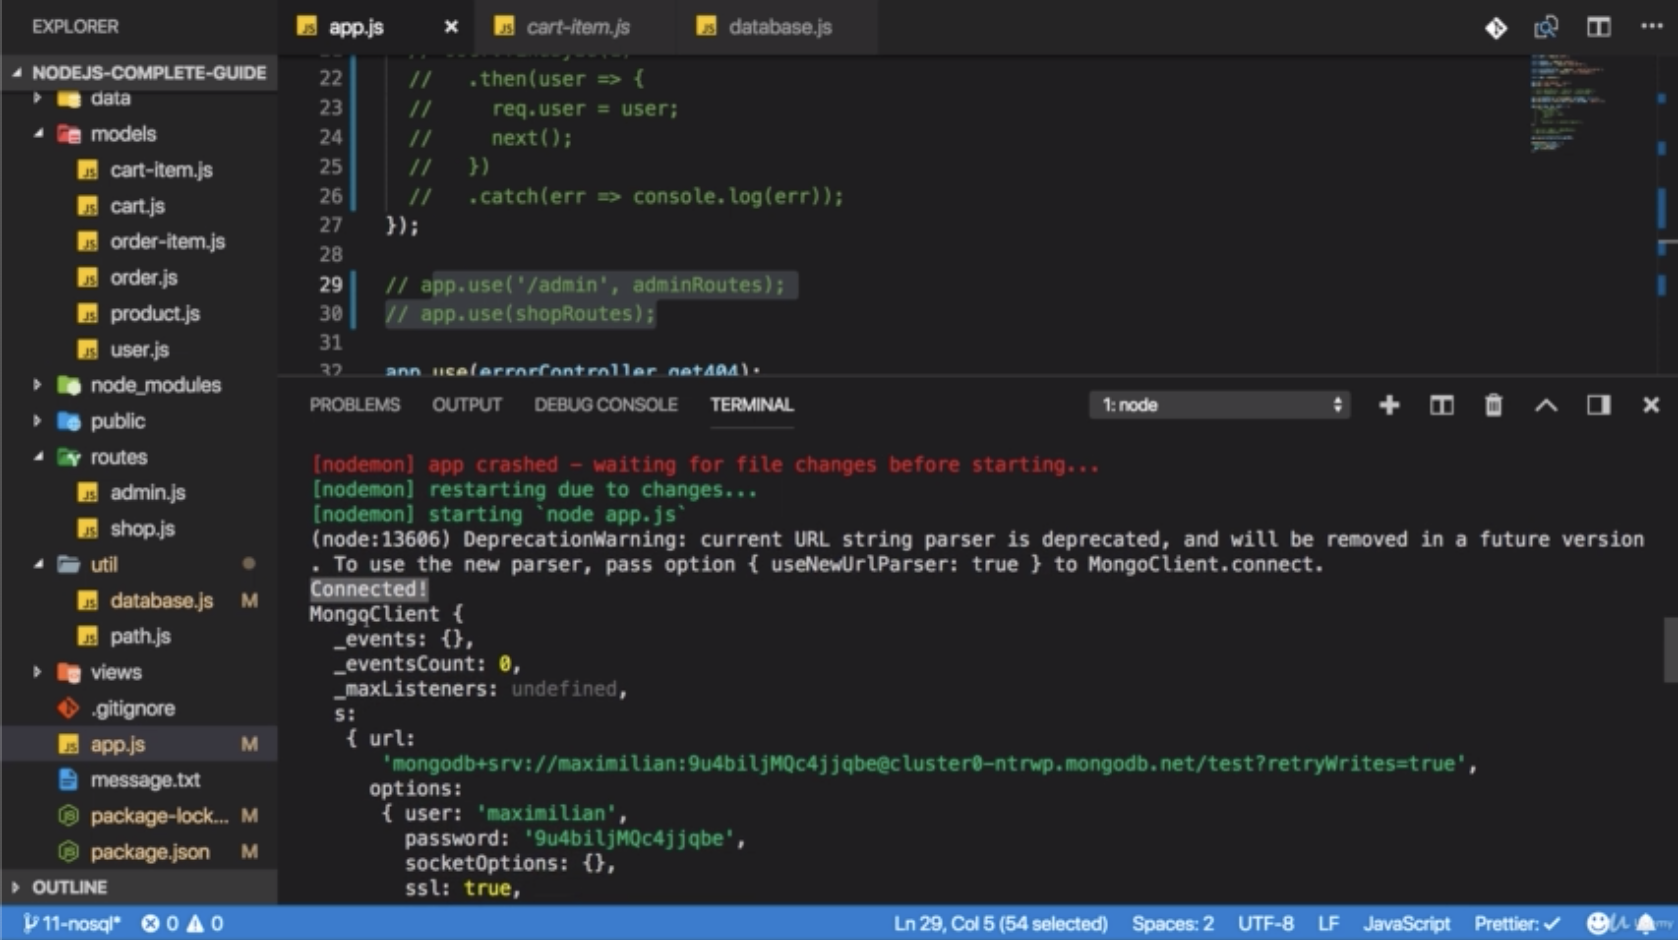 EXPLORER
NODEJS-COMPLETE-GUIDE
data
models
cart-item.js
cart.js
order-item.js
order.js
product.js
user.js
node_modules
public
routes
admin.js
shop.js
util
database.js M
path.js
views
.gitignore
app.js M
message.txt
package-lock... M
package.json M
OUTLINE
app.js
cart-item.js
database.js
22 // .then(user => {
23 // req.user = user;
24 // next();
25 // })
26 // .catch(err => console.log(err));
27 });
28
29 // app.use('/admin', adminRoutes);
30 // app.use(shopRoutes);
31
32 app.use(errorController.get404);
PROBLEMS OUTPUT DEBUG CONSOLE TERMINAL 1: node
[nodemon] app crashed – waiting for file changes before starting...
[nodemon] restarting due to changes...
[nodemon] starting `node app.js`
(node:13606) DeprecationWarning: current URL string parser is deprecated, and will be removed in a future version
. To use the new parser, pass option { useNewUrlParser: true } to MongoClient.connect.
Connected!
MongoClient {
_events: {},
_eventsCount: 0,
_maxListeners: undefined,
s:
{ url:
'mongodb+srv://maximilian:9u4biljMQc4jjqbe@cluster0-ntrwp.mongodb.net/test?retryWrites=true',
options:
{ user: 'maximilian',
password: '9u4biljMQc4jjqbe',
socketOptions: {},
ssl: true,
11-nosql* 0 0 Ln 29, Col 5 (54 selected) Spaces: 2 UTF-8 LF JavaScript Prettier: ✓